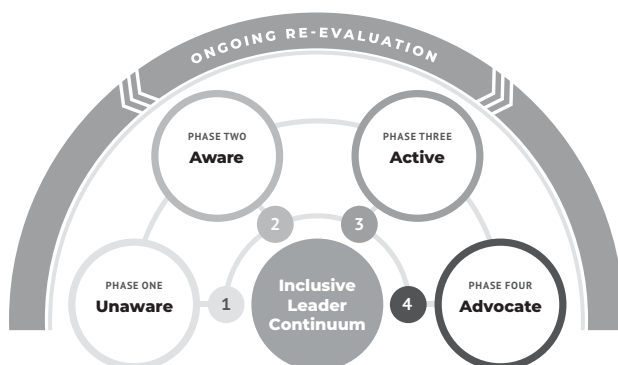 ONGOING RE-EVALUATION
PHASE TWO
Aware
PHASE THREE
Active
2
3
PHASE ONE
Unaware
1
Inclusive
Leader
Continuum
4
PHASE FOUR
Advocate